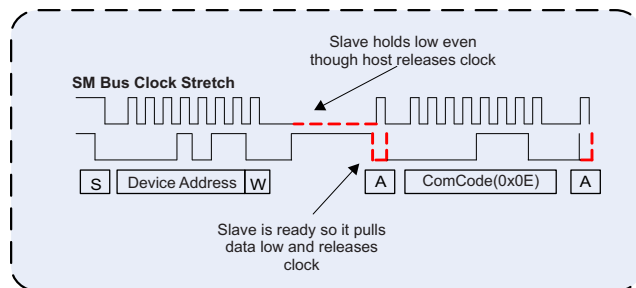 Slave holds low even
though host releases clock
SM Bus Clock Stretch
S Device Address W A ComCode(0x0E) A
Slave is ready so it pulls
data low and releases
clock